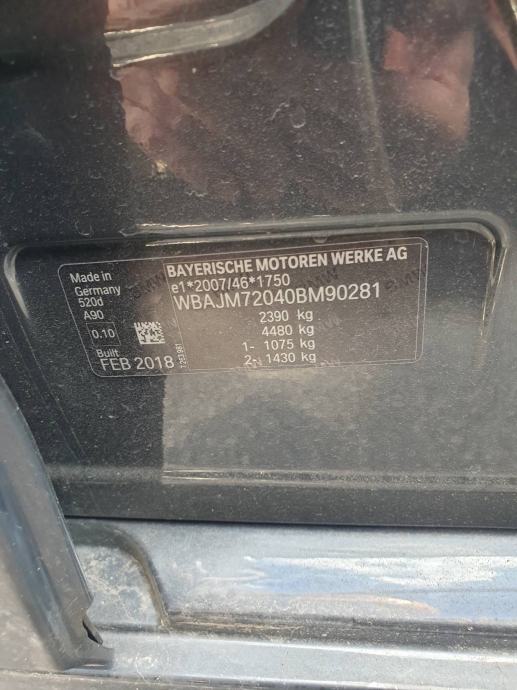 BAYERISCHE MOTOREN WERKE AG
e1*2007/46*1750
WBAJM72040BM90281
2390 kg
4480 kg
1- 1075 kg
2- 1430 kg
Made in
Germany
520d
A90
0.10
Built
FEB 2018